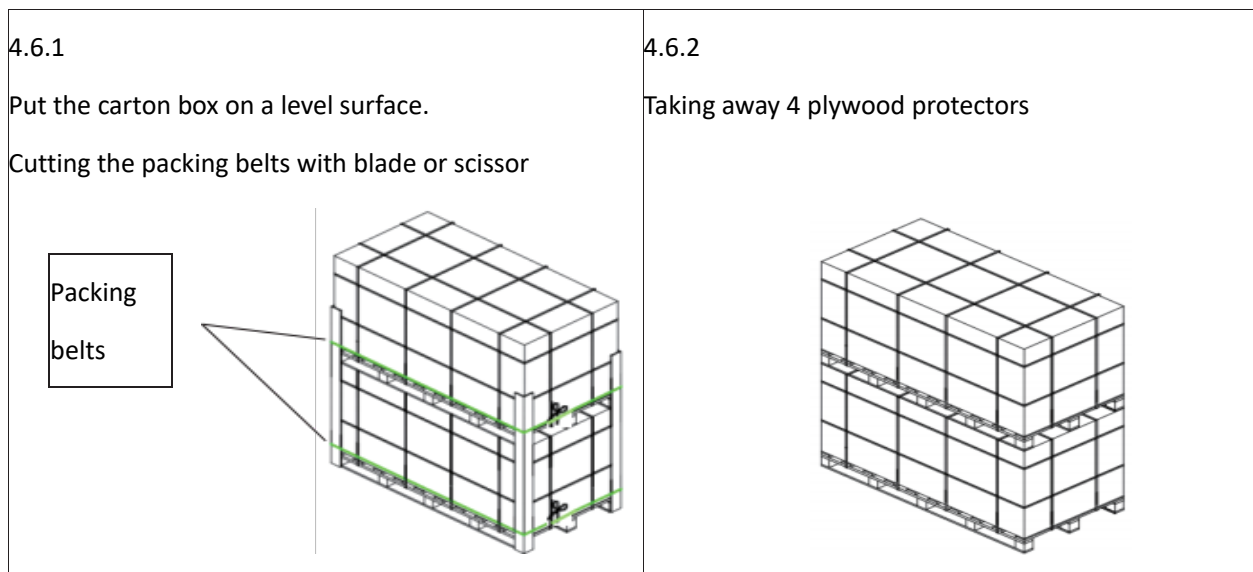 4.6.1
Put the carton box on a level surface.
Cutting the packing belts with blade or scissor
Packing
belts
4.6.2
Taking away 4 plywood protectors